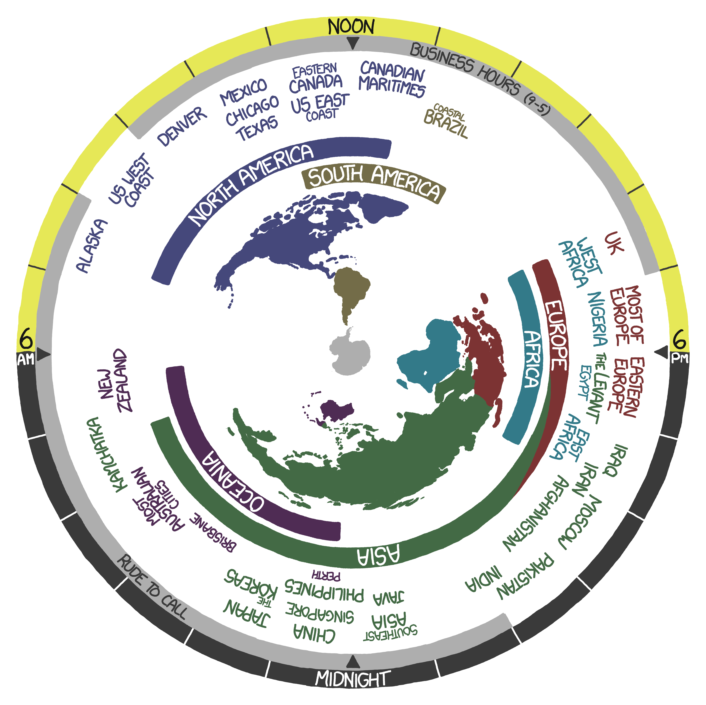 NOON
BUSINESS HOURS (9-5)
EASTERN
CANADA
US EAST
COAST
CANADIAN
MARITIMES
COASTAL
BRAZIL
MEXICO
CHICAGO
TEXAS
DENVER
US WEST
COAST
ALASKA
NORTH AMERICA
SOUTH AMERICA
UK
WEST
AFRICA
MOST OF
EUROPE
NIGERIA
EUROPE
AFRICA
6
AM
6
PM
EASTERN
EUROPE
THE LEVANT
EGYPT
EAST
AFRICA
NEW
ZEALAND
KAMCHATKA
MOST
AUSTRALIAN
CITIES
BRISBANE
OCEANIA
ASIA
IRAQ
IRAN
MOSCOW
AFGHANISTAN
PAKISTAN
INDIA
PERTH
THE
KOREAS
PHILIPPINES
JAVA
JAPAN
SINGAPORE
CHINA
SOUTHEAST
ASIA
RUDE TO CALL
MIDNIGHT